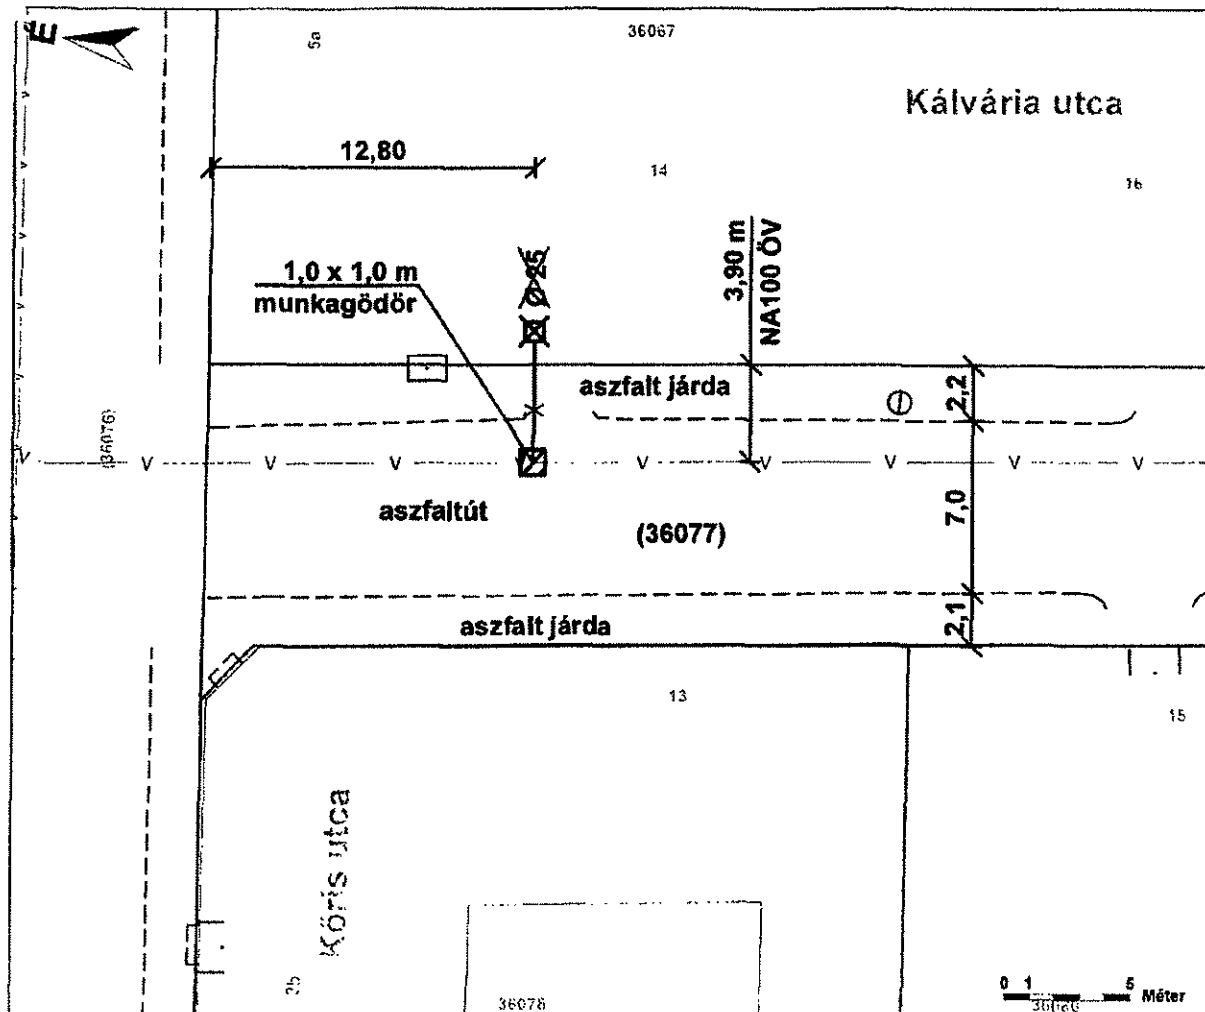 É
5a
36067
Kálvária utca
12,80
14
16
3,90 m
NA100 ÖV
Ø 25
1,0 x 1,0 m
munkagödör
aszfalt járda
2,2
(36076)
V V V V V V V V V
aszfaltút
(36077)
7,0
aszfalt járda
2,1
13
15
Kőris utca
36078
0 1 5 Méter